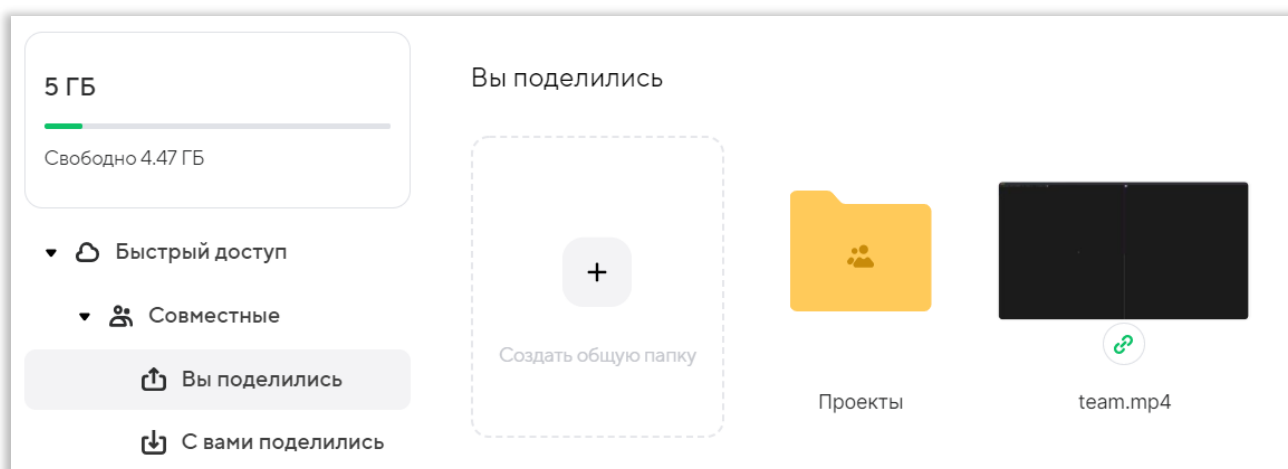 5 ГБ
Свободно 4.47 ГБ
Быстрый доступ
Совместные
Вы поделились
С вами поделились
Вы поделились
Создать общую папку
Проекты
team.mp4